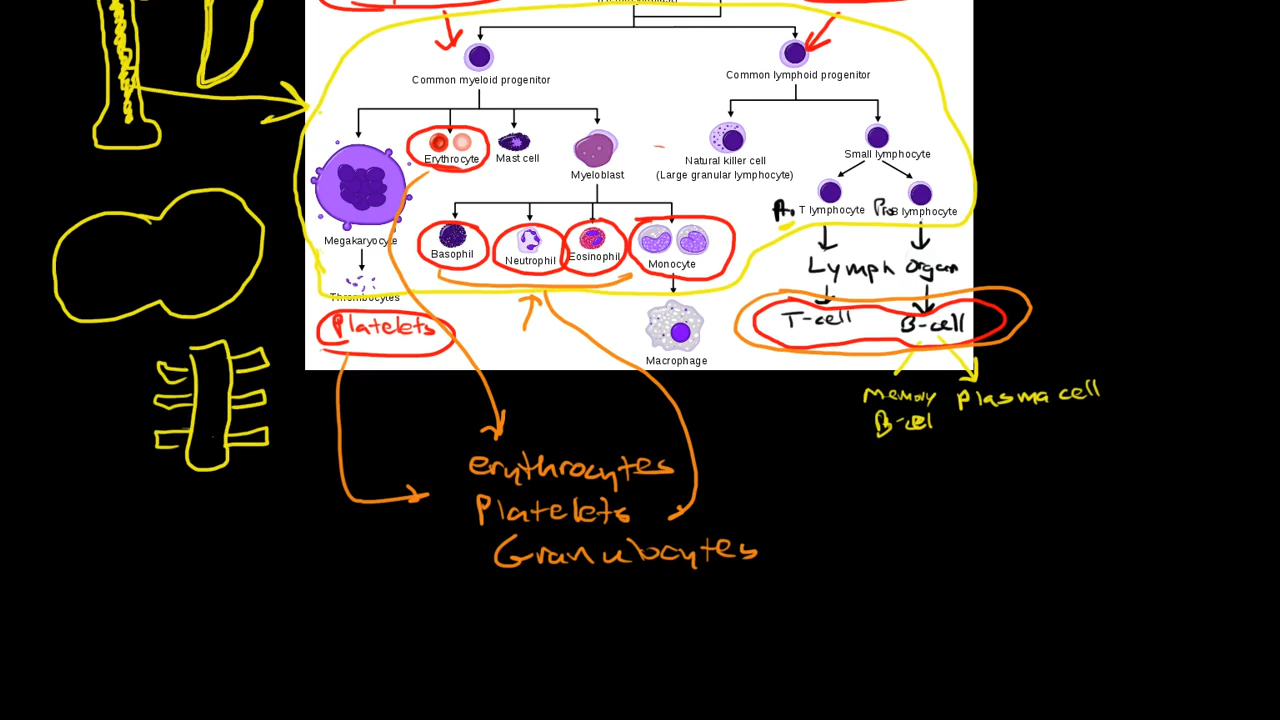 Common myeloid progenitor
Common lymphoid progenitor
Erythrocyte
Mast cell
Myeloblast
Natural killer cell
(Large granular lymphocyte)
Small lymphocyte
T lymphocyte
Pro B lymphocyte
Megakaryocyte
Basophil
Neutrophil
Eosinophil
Monocyte
Lymph organ
Thrombocytes
Platelets
T-cell
B-cell
Macrophage
Memory
B-cel
Plasma cell
erythrocytes
Platelets
Granulocytes